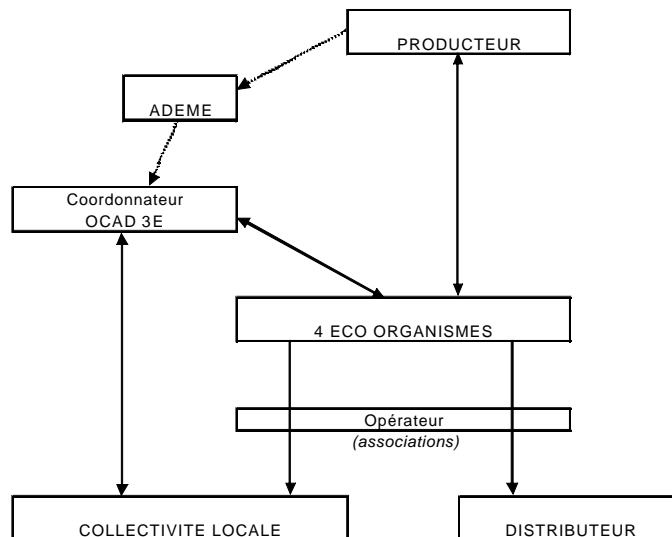 PRODUCTEUR
ADEME
Coordonnateur
OCAD 3E
4 ECO ORGANISMES
Opérateur
(associations)
COLLECTIVITE LOCALE
DISTRIBUTEUR